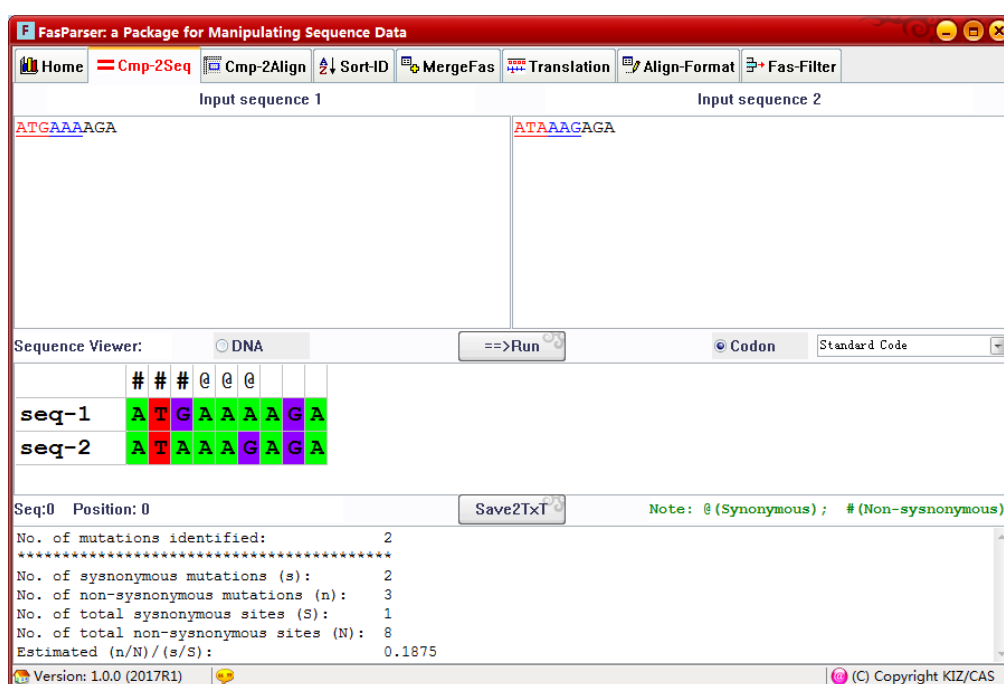 F FasParser: a Package for Manipulating Sequence Data
Home Cmp-2Seq Cmp-2Align Sort-ID MergeFas Translation Align-Format Fas-Filter
Input sequence 1 Input sequence 2
ATGAAAAGA ATAAAGAGA
Sequence Viewer: DNA ==>Run Codon Standard Code
# # # @ @ @
seq-1 A T G A A A A G A
seq-2 A T A A A G A G A
Seq:0 Position: 0 Save2TxT Note: @(Synonymous); #(Non-sysnonymous)
No. of mutations identified: 2
******************************************
No. of sysnonymous mutations (s): 2
No. of non-sysnonymous mutations (n): 3
No. of total sysnonymous sites (S): 1
No. of total non-sysnonymous sites (N): 8
Estimated (n/N)/(s/S): 0.1875
Version: 1.0.0 (2017R1) @ (C) Copyright KIZ/CAS